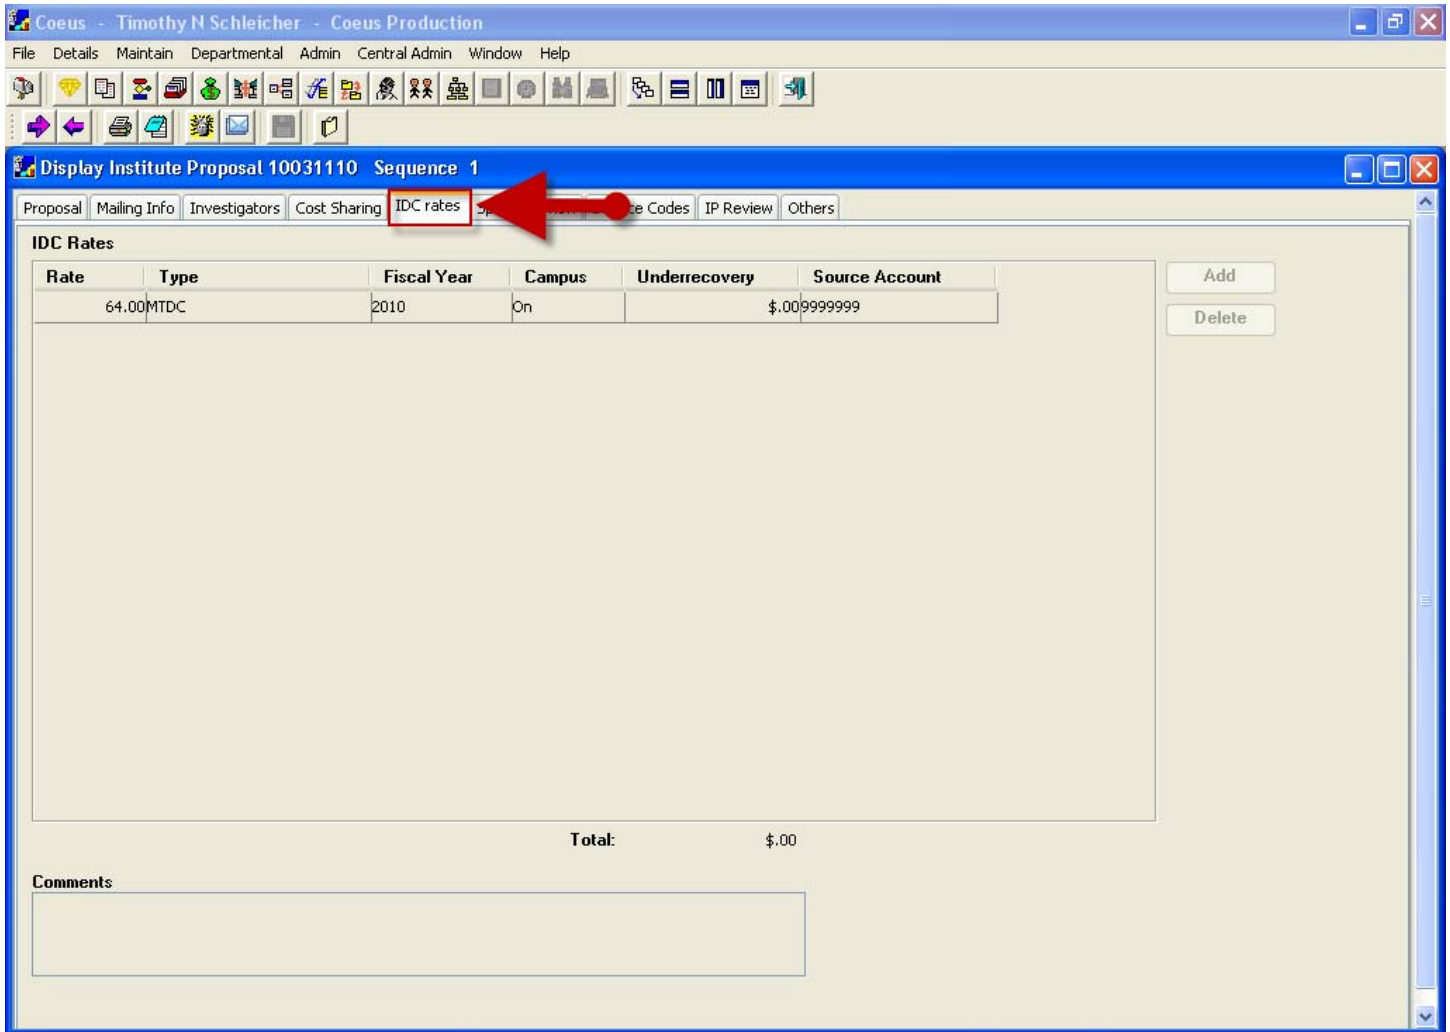 Coeus - Timothy N Schleicher - Coeus Production
File Details Maintain Departmental Admin Central Admin Window Help
Display Institute Proposal 10031110 Sequence 1
Proposal Mailing Info Investigators Cost Sharing IDC rates Codes IP Review Others
IDC Rates
Rate Type Fiscal Year Campus Underrecovery Source Account
64.00 MTDC 2010 On $.00 9999999
Add
Delete
Total: $.00
Comments